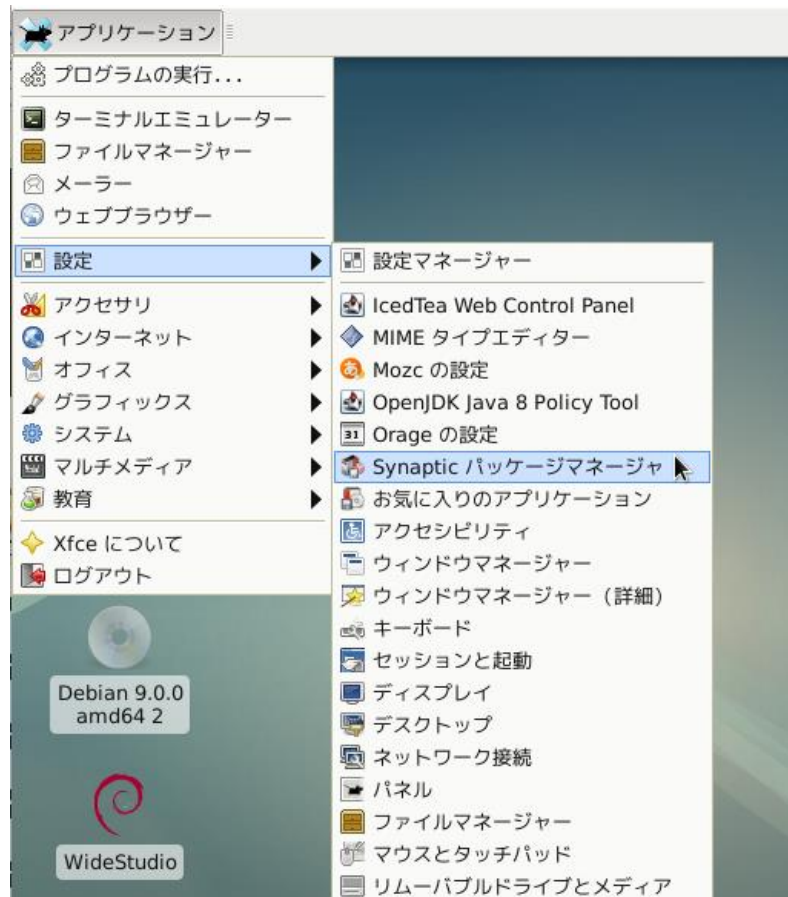 アプリケーション
プログラムの実行...
ターミナルエミュレーター
ファイルマネージャー
メーラー
ウェブブラウザー
設定
アクセサリ
インターネット
オフィス
グラフィックス
システム
マルチメディア
教育
Xfce について
ログアウト
設定マネージャー
IcedTea Web Control Panel
MIME タイプエディター
Mozc の設定
OpenJDK Java 8 Policy Tool
Orage の設定
Synaptic パッケージマネージャ
お気に入りのアプリケーション
アクセシビリティ
ウィンドウマネージャー
ウィンドウマネージャー (詳細)
キーボード
セッションと起動
ディスプレイ
デスクトップ
ネットワーク接続
パネル
ファイルマネージャー
マウスとタッチパッド
リムーバブルドライブとメディア
Debian 9.0.0
amd64 2
WideStudio